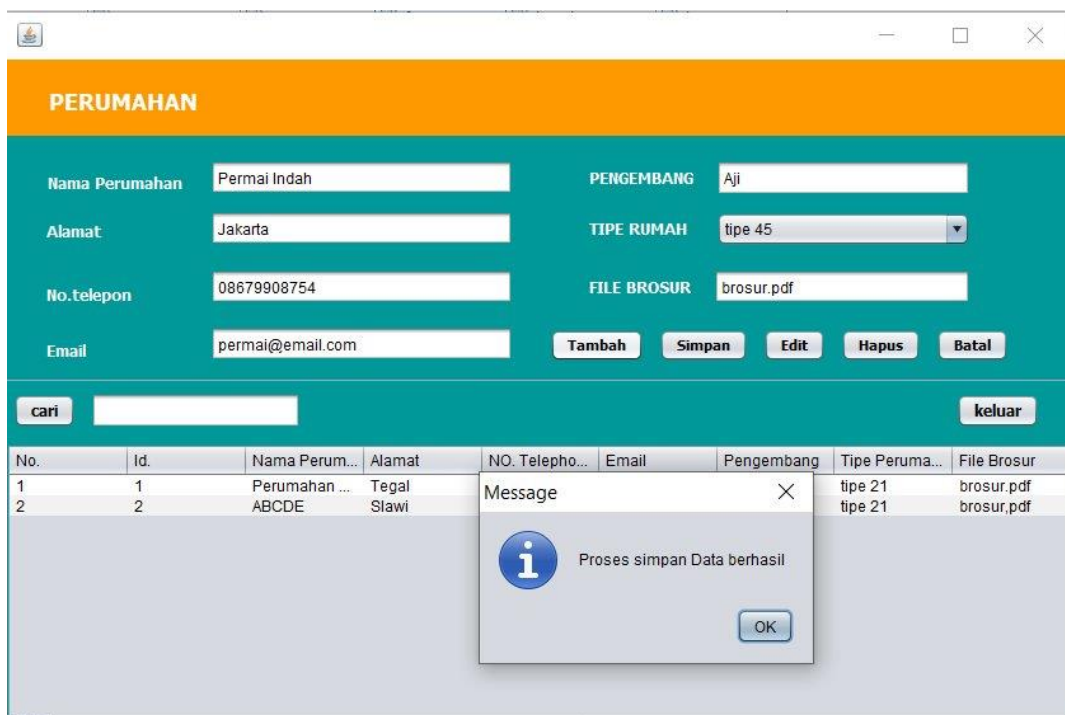 PERUMAHAN
Nama Perumahan Permai Indah PENGEMBANG Aji
Alamat Jakarta TIPE RUMAH tipe 45
No.telepon 08679908754 FILE BROSUR brosur.pdf
Email permai@email.com Tambah Simpan Edit Hapus Batal
cari keluar
No. Id. Nama Perum... Alamat NO. Telepho... Email Pengembang Tipe Peruma... File Brosur
1 1 Perumahan ... Tegal tipe 21 brosur.pdf
2 2 ABCDE Slawi tipe 21 brosur,pdf
Message
Proses simpan Data berhasil
OK